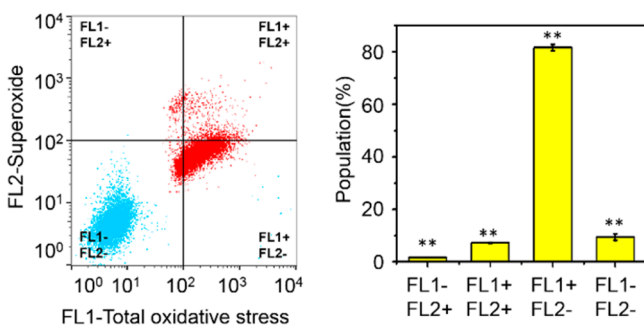 FL1-
FL2+
FL1+
FL2+
FL1-
FL2-
FL1+
FL2-
10⁴
10³
10²
10¹
10⁰
FL2-Superoxide
10⁰ 10¹ 10² 10³ 10⁴
FL1-Total oxidative stress
Population(%)
80
60
40
20
0
**
**
**
**
FL1- FL1+ FL1+ FL1-
FL2+ FL2+ FL2- FL2-